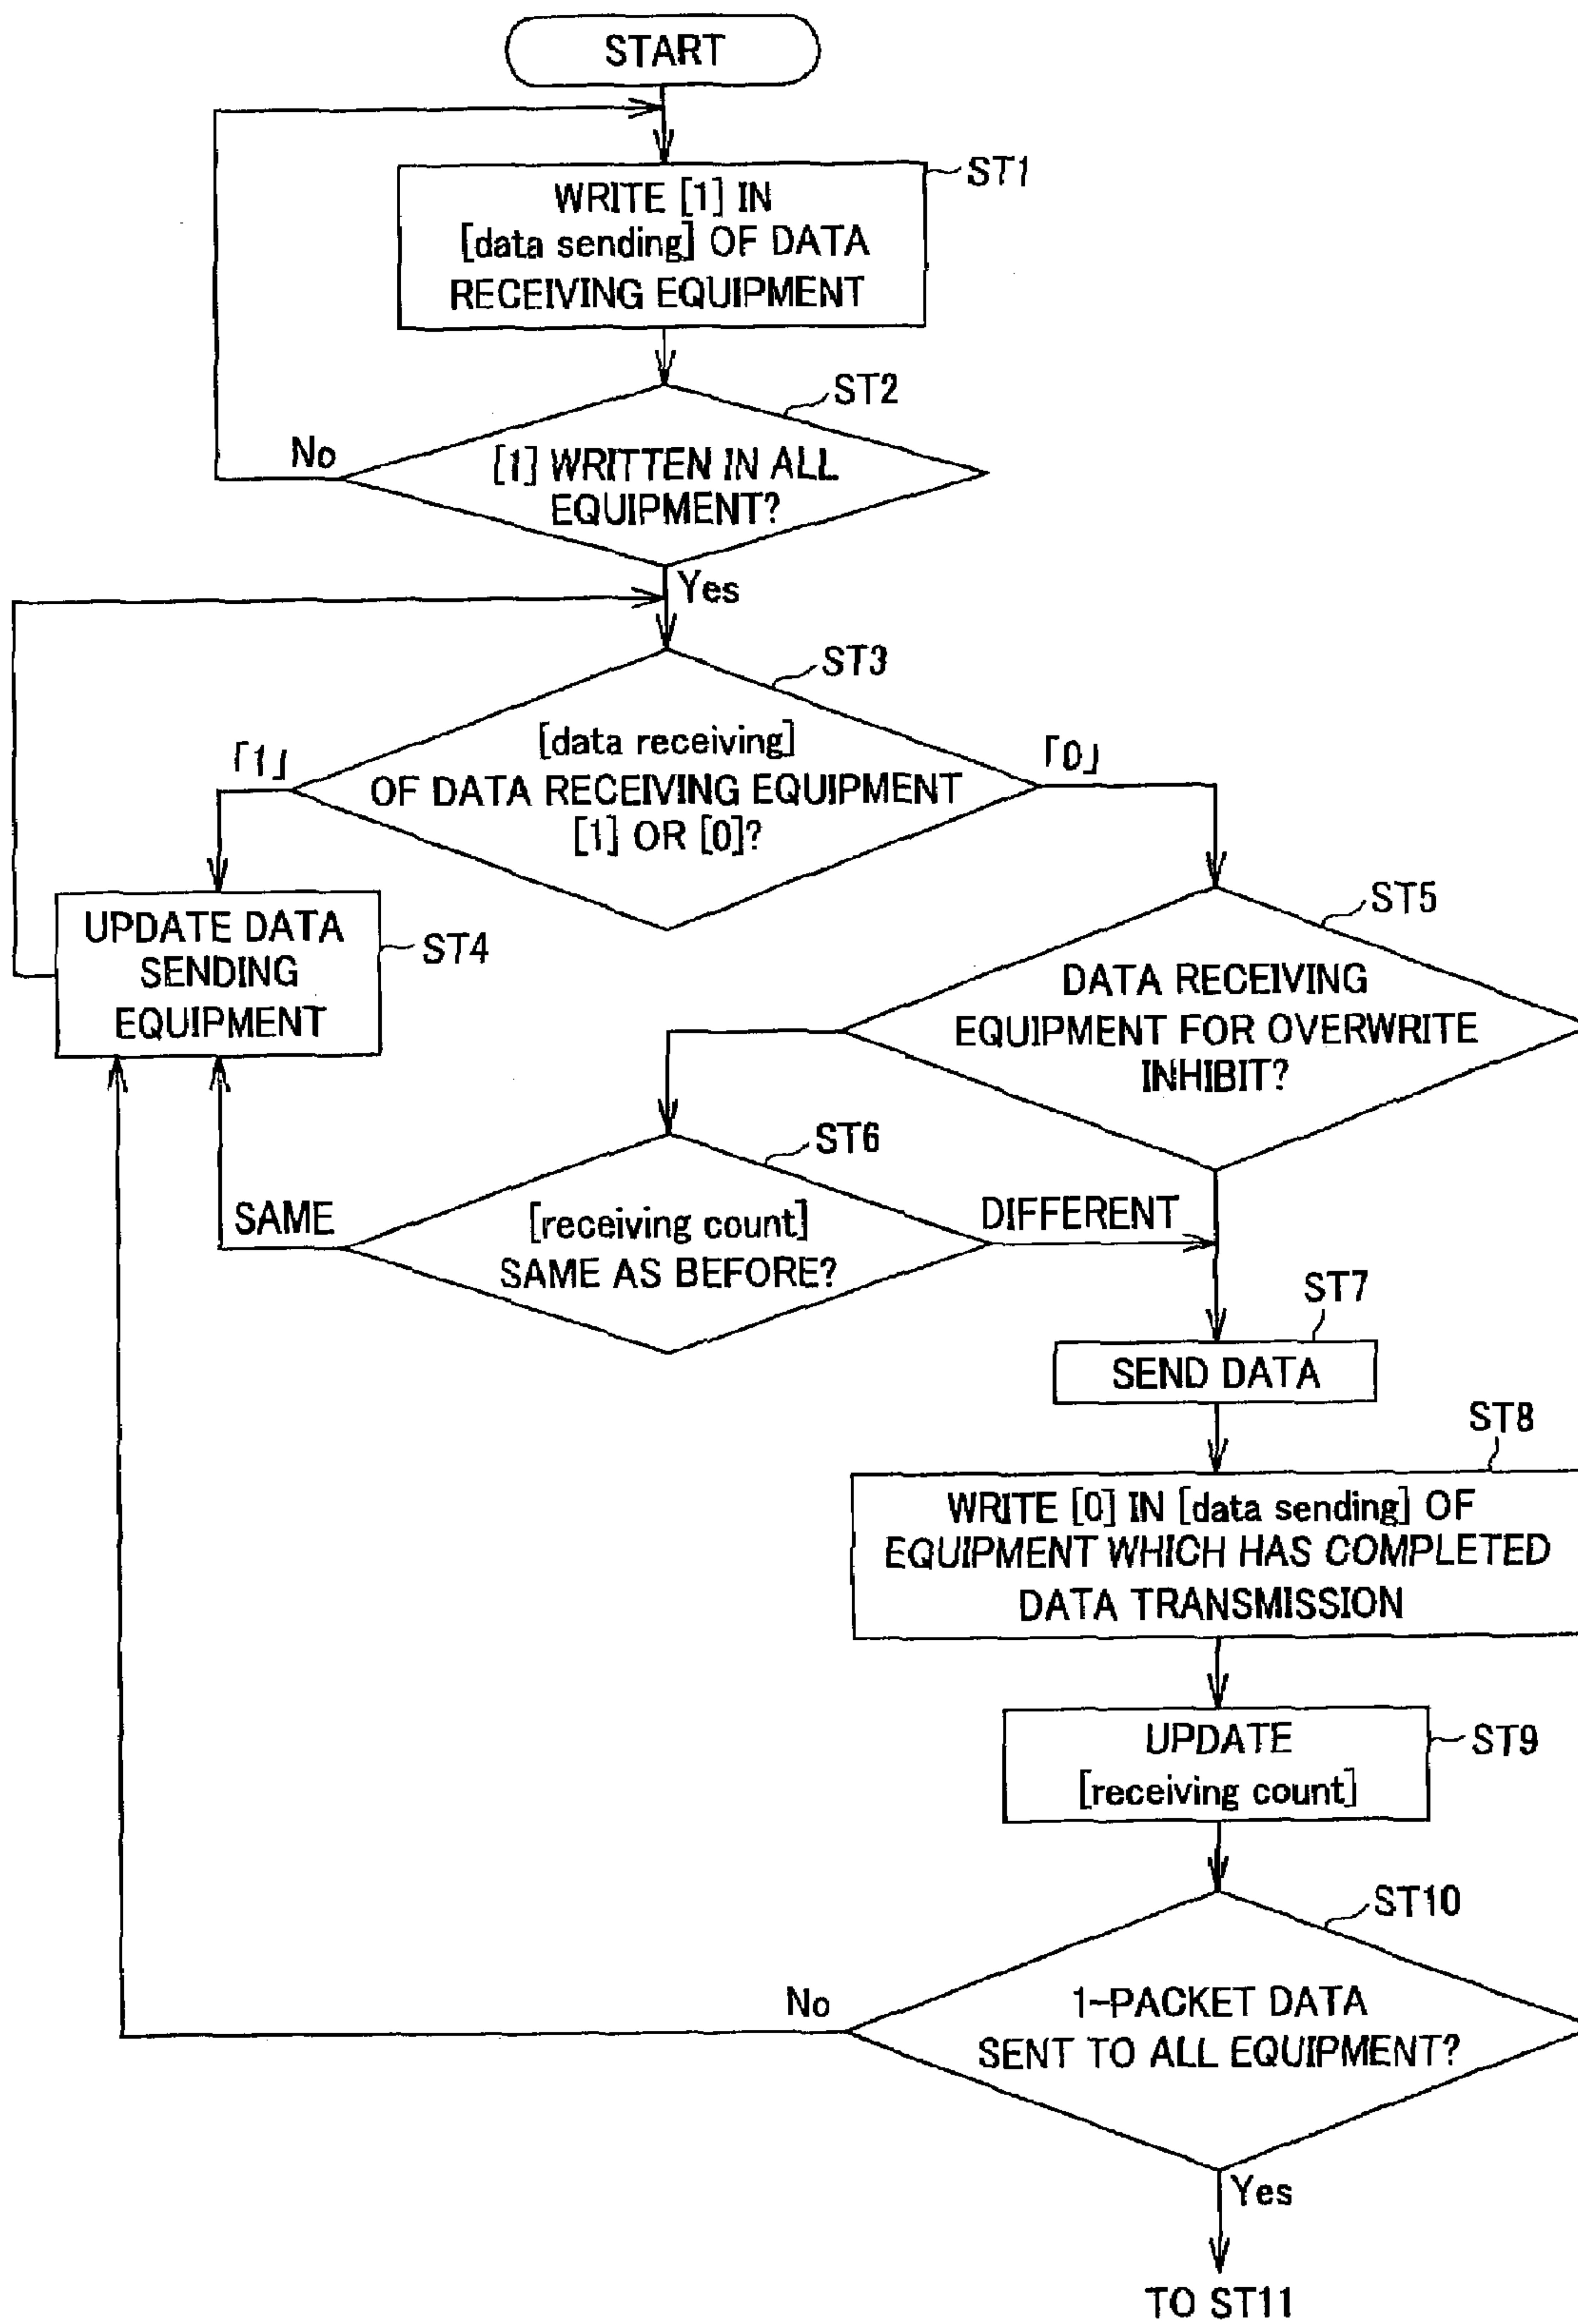 START
ST1
WRITE [1] IN
[data sending] OF DATA
RECEIVING EQUIPMENT
ST2
No
[1] WRITTEN IN ALL
EQUIPMENT?
Yes
ST3
「1」
[data receiving]
OF DATA RECEIVING EQUIPMENT
[1] OR [0]?
「0」
UPDATE DATA
SENDING
EQUIPMENT
ST4
ST5
DATA RECEIVING
EQUIPMENT FOR OVERWRITE
INHIBIT?
ST6
SAME
[receiving count]
SAME AS BEFORE?
DIFFERENT
ST7
SEND DATA
ST8
WRITE [0] IN [data sending] OF
EQUIPMENT WHICH HAS COMPLETED
DATA TRANSMISSION
UPDATE
[receiving count]
ST9
ST10
No
1-PACKET DATA
SENT TO ALL EQUIPMENT?
Yes
TO ST11